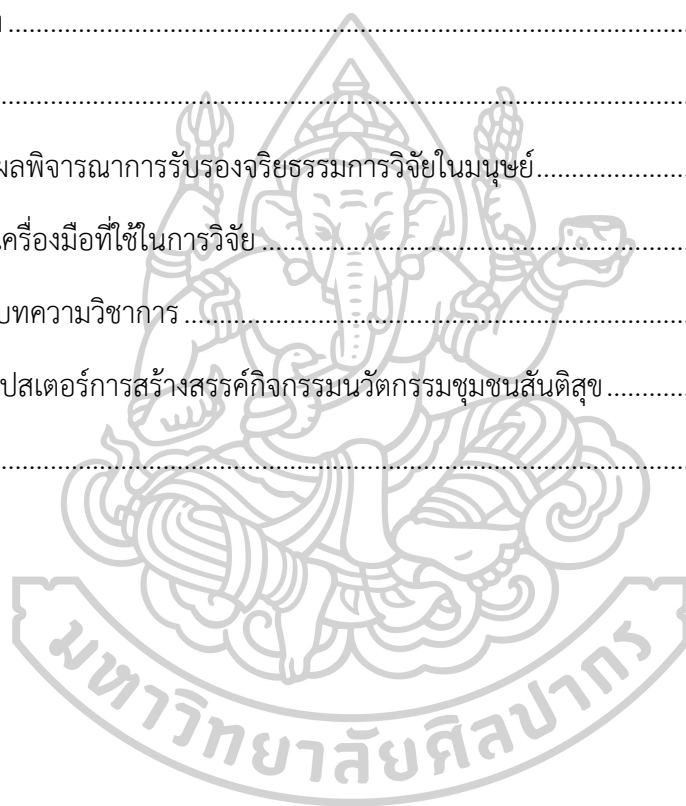 ผลพิจารณาการรับรองจริยธรรมการวิจัยในมนุษย์................
เครื่องมือที่ใช้ในการวิจัย................
บทความวิชาการ................
ปสเตอร์การสร้างสรรค์กิจกรรมนวัตกรรมชุมชนสันติสุข................
มหาวิทยาลัยศิลปากร